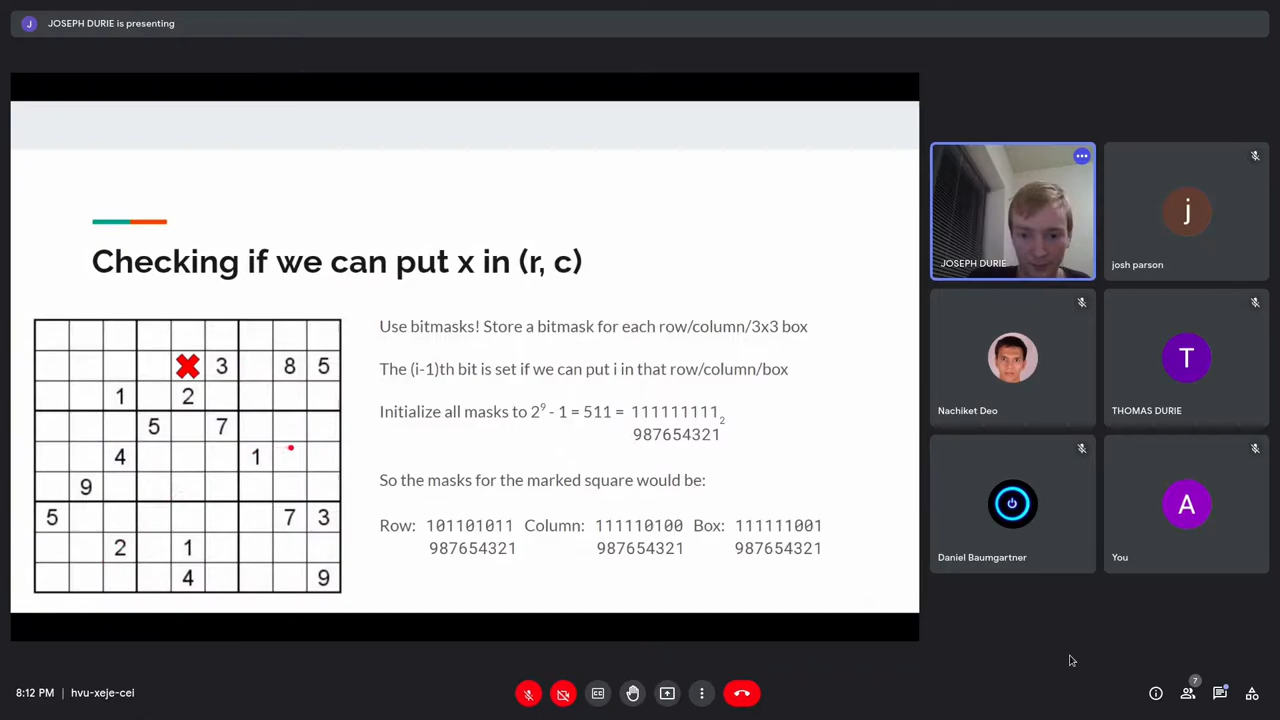 J
JOSEPH DURIE is presenting
Checking if we can put x in (r, c)
3 8 5
1 2
5 7
4 1
9
5 7 3
2 1
4 9
Use bitmasks! Store a bitmask for each row/column/3x3 box
The (i-1)th bit is set if we can put i in that row/column/box
Initialize all masks to 2⁹ - 1 = 511 = 111111111₂
987654321
So the masks for the marked square would be:
Row: 101101011 Column: 111110100 Box: 111111001
987654321 987654321 987654321
JOSEPH DURIE
j
josh parson
Nachiket Deo
T
THOMAS DURIE
Daniel Baumgartner
A
You
8:12 PM | hvu-xeje-cei
CC
7